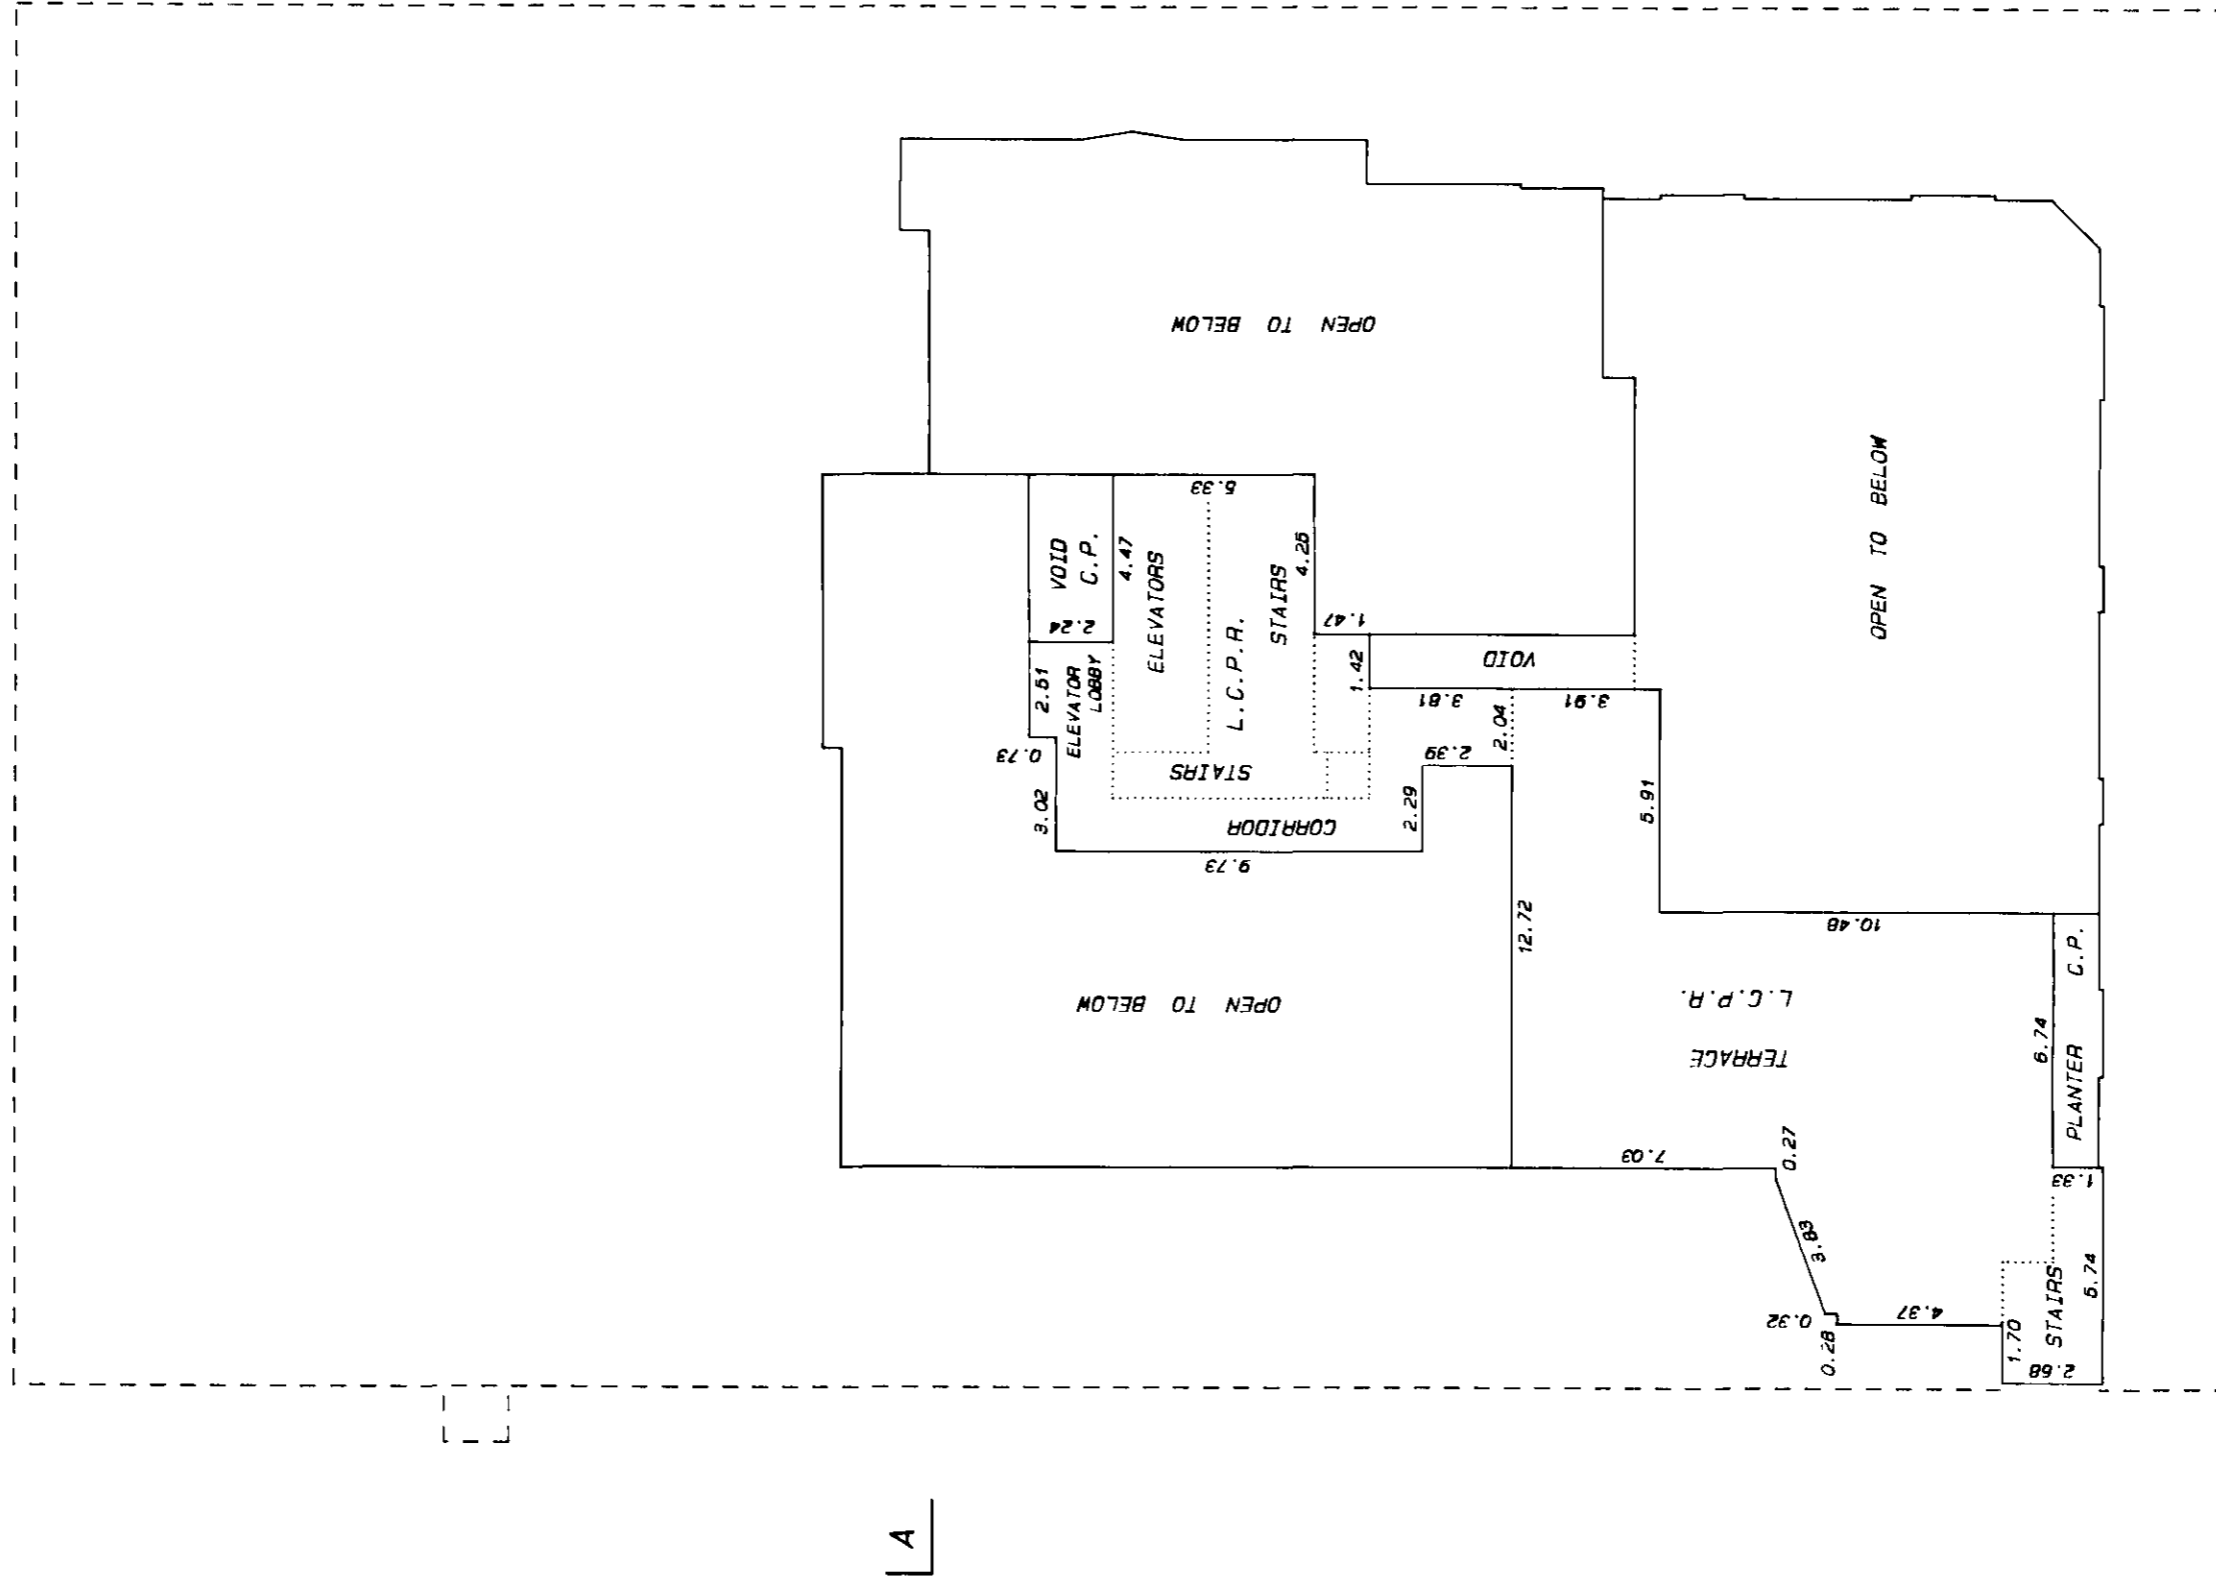 OPEN TO BELOW
OPEN TO BELOW
5.33
VOID
C.P.
4.47
ELEVATORS
4.25
STAIRS
L.C.P.R.
2.24
1.47
2.51
ELEVATOR
LOBBY
1.42
VOID
3.81
3.91
2.04
0.73
2.39
STAIRS
3.02
2.29
CORRIDOR
5.91
9.73
12.72
10.48
OPEN TO BELOW
L.C.P.R.
TERRACE
6.74
PLANTER C.P.
7.03
0.27
1.33
3.83
5.74
STAIRS
0.32
4.37
0.28
1.70
2.68
A